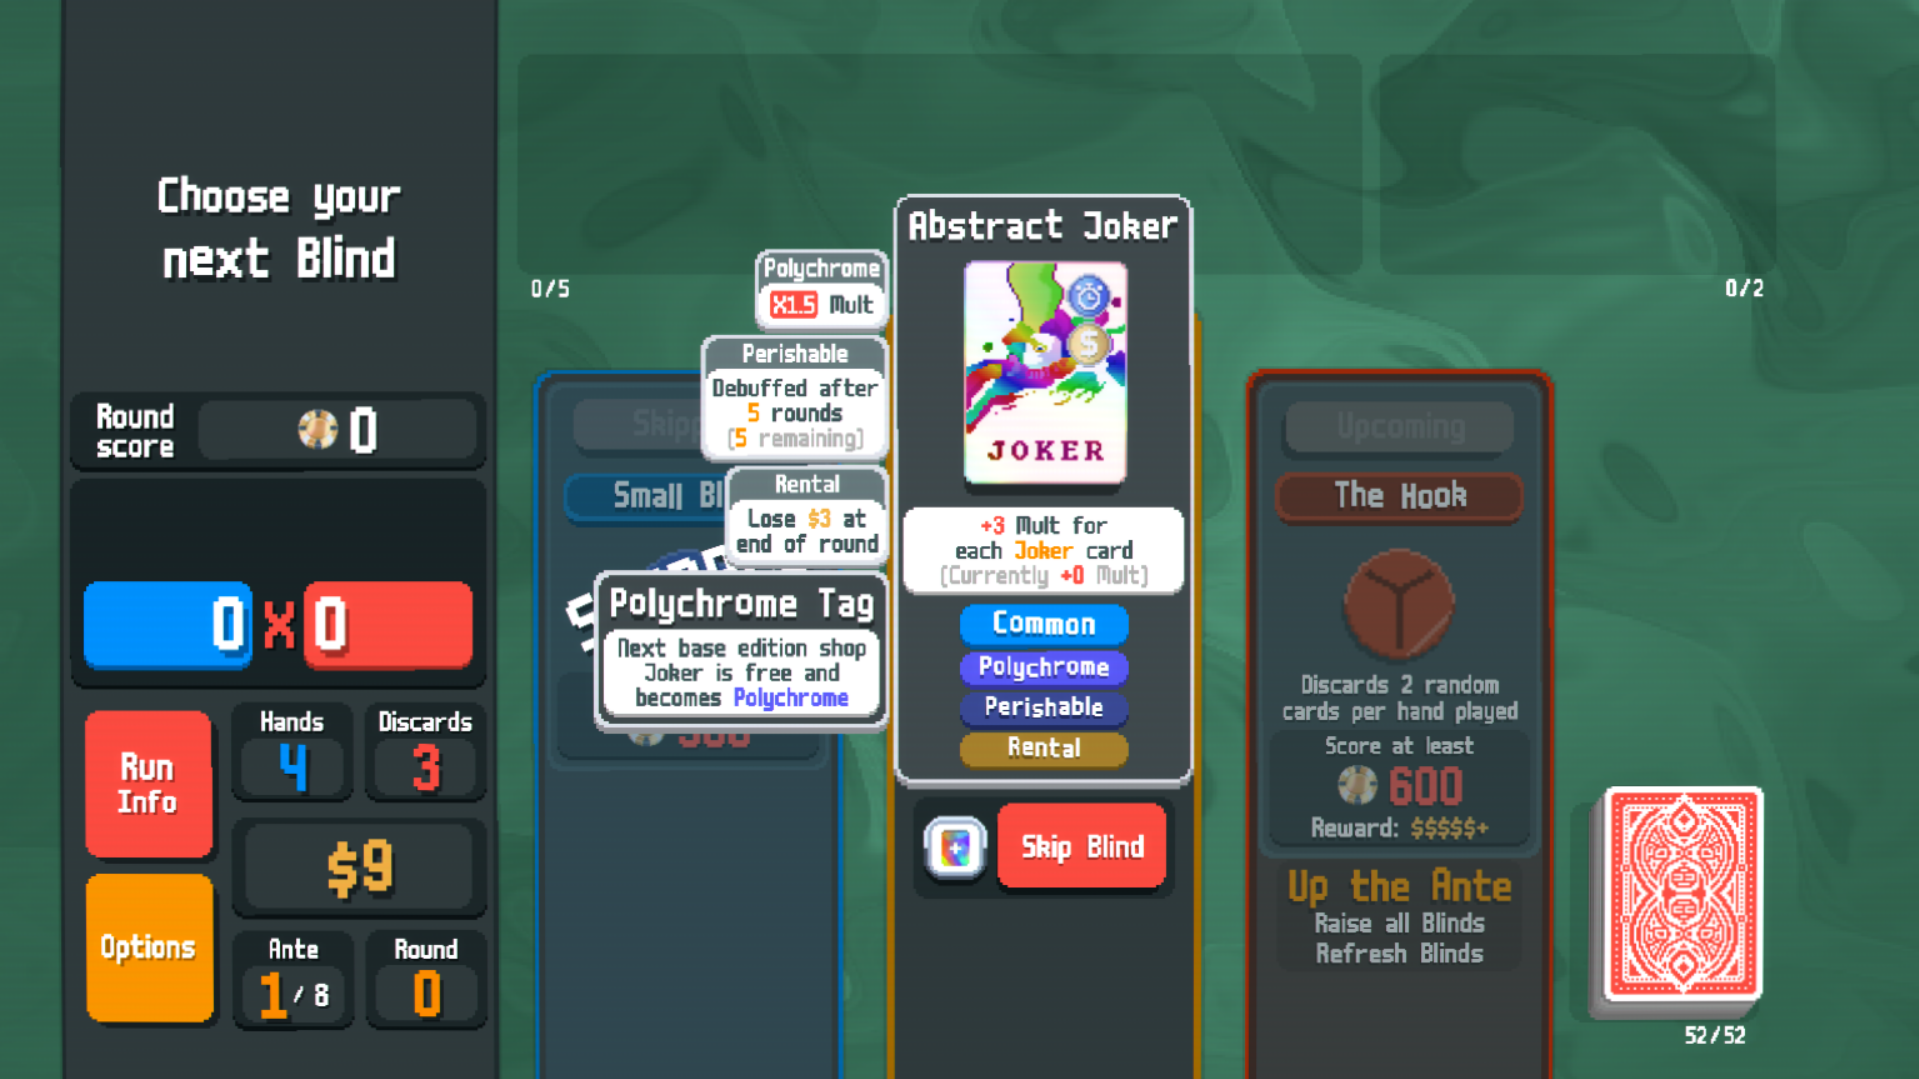 Choose your
next Blind
Round
score
0
0 X 0
Run
Info
Options
Hands
4
Discards
3
$9
Ante
1 / 8
Round
0
0/5
0/2
Polychrome
X1.5 Mult
Perishable
Debuffed after
5 rounds
(5 remaining)
Rental
Lose $3 at
end of round
Polychrome Tag
Next base edition shop
Joker is free and
becomes Polychrome
Small Bl
Abstract Joker
JOKER
+3 Mult for
each Joker card
(Currently +0 Mult)
Common
Polychrome
Perishable
Rental
Skip Blind
Upcoming
The Hook
Discards 2 random
cards per hand played
Score at least
600
Reward: $$$$$+
Up the Ante
Raise all Blinds
Refresh Blinds
52/52